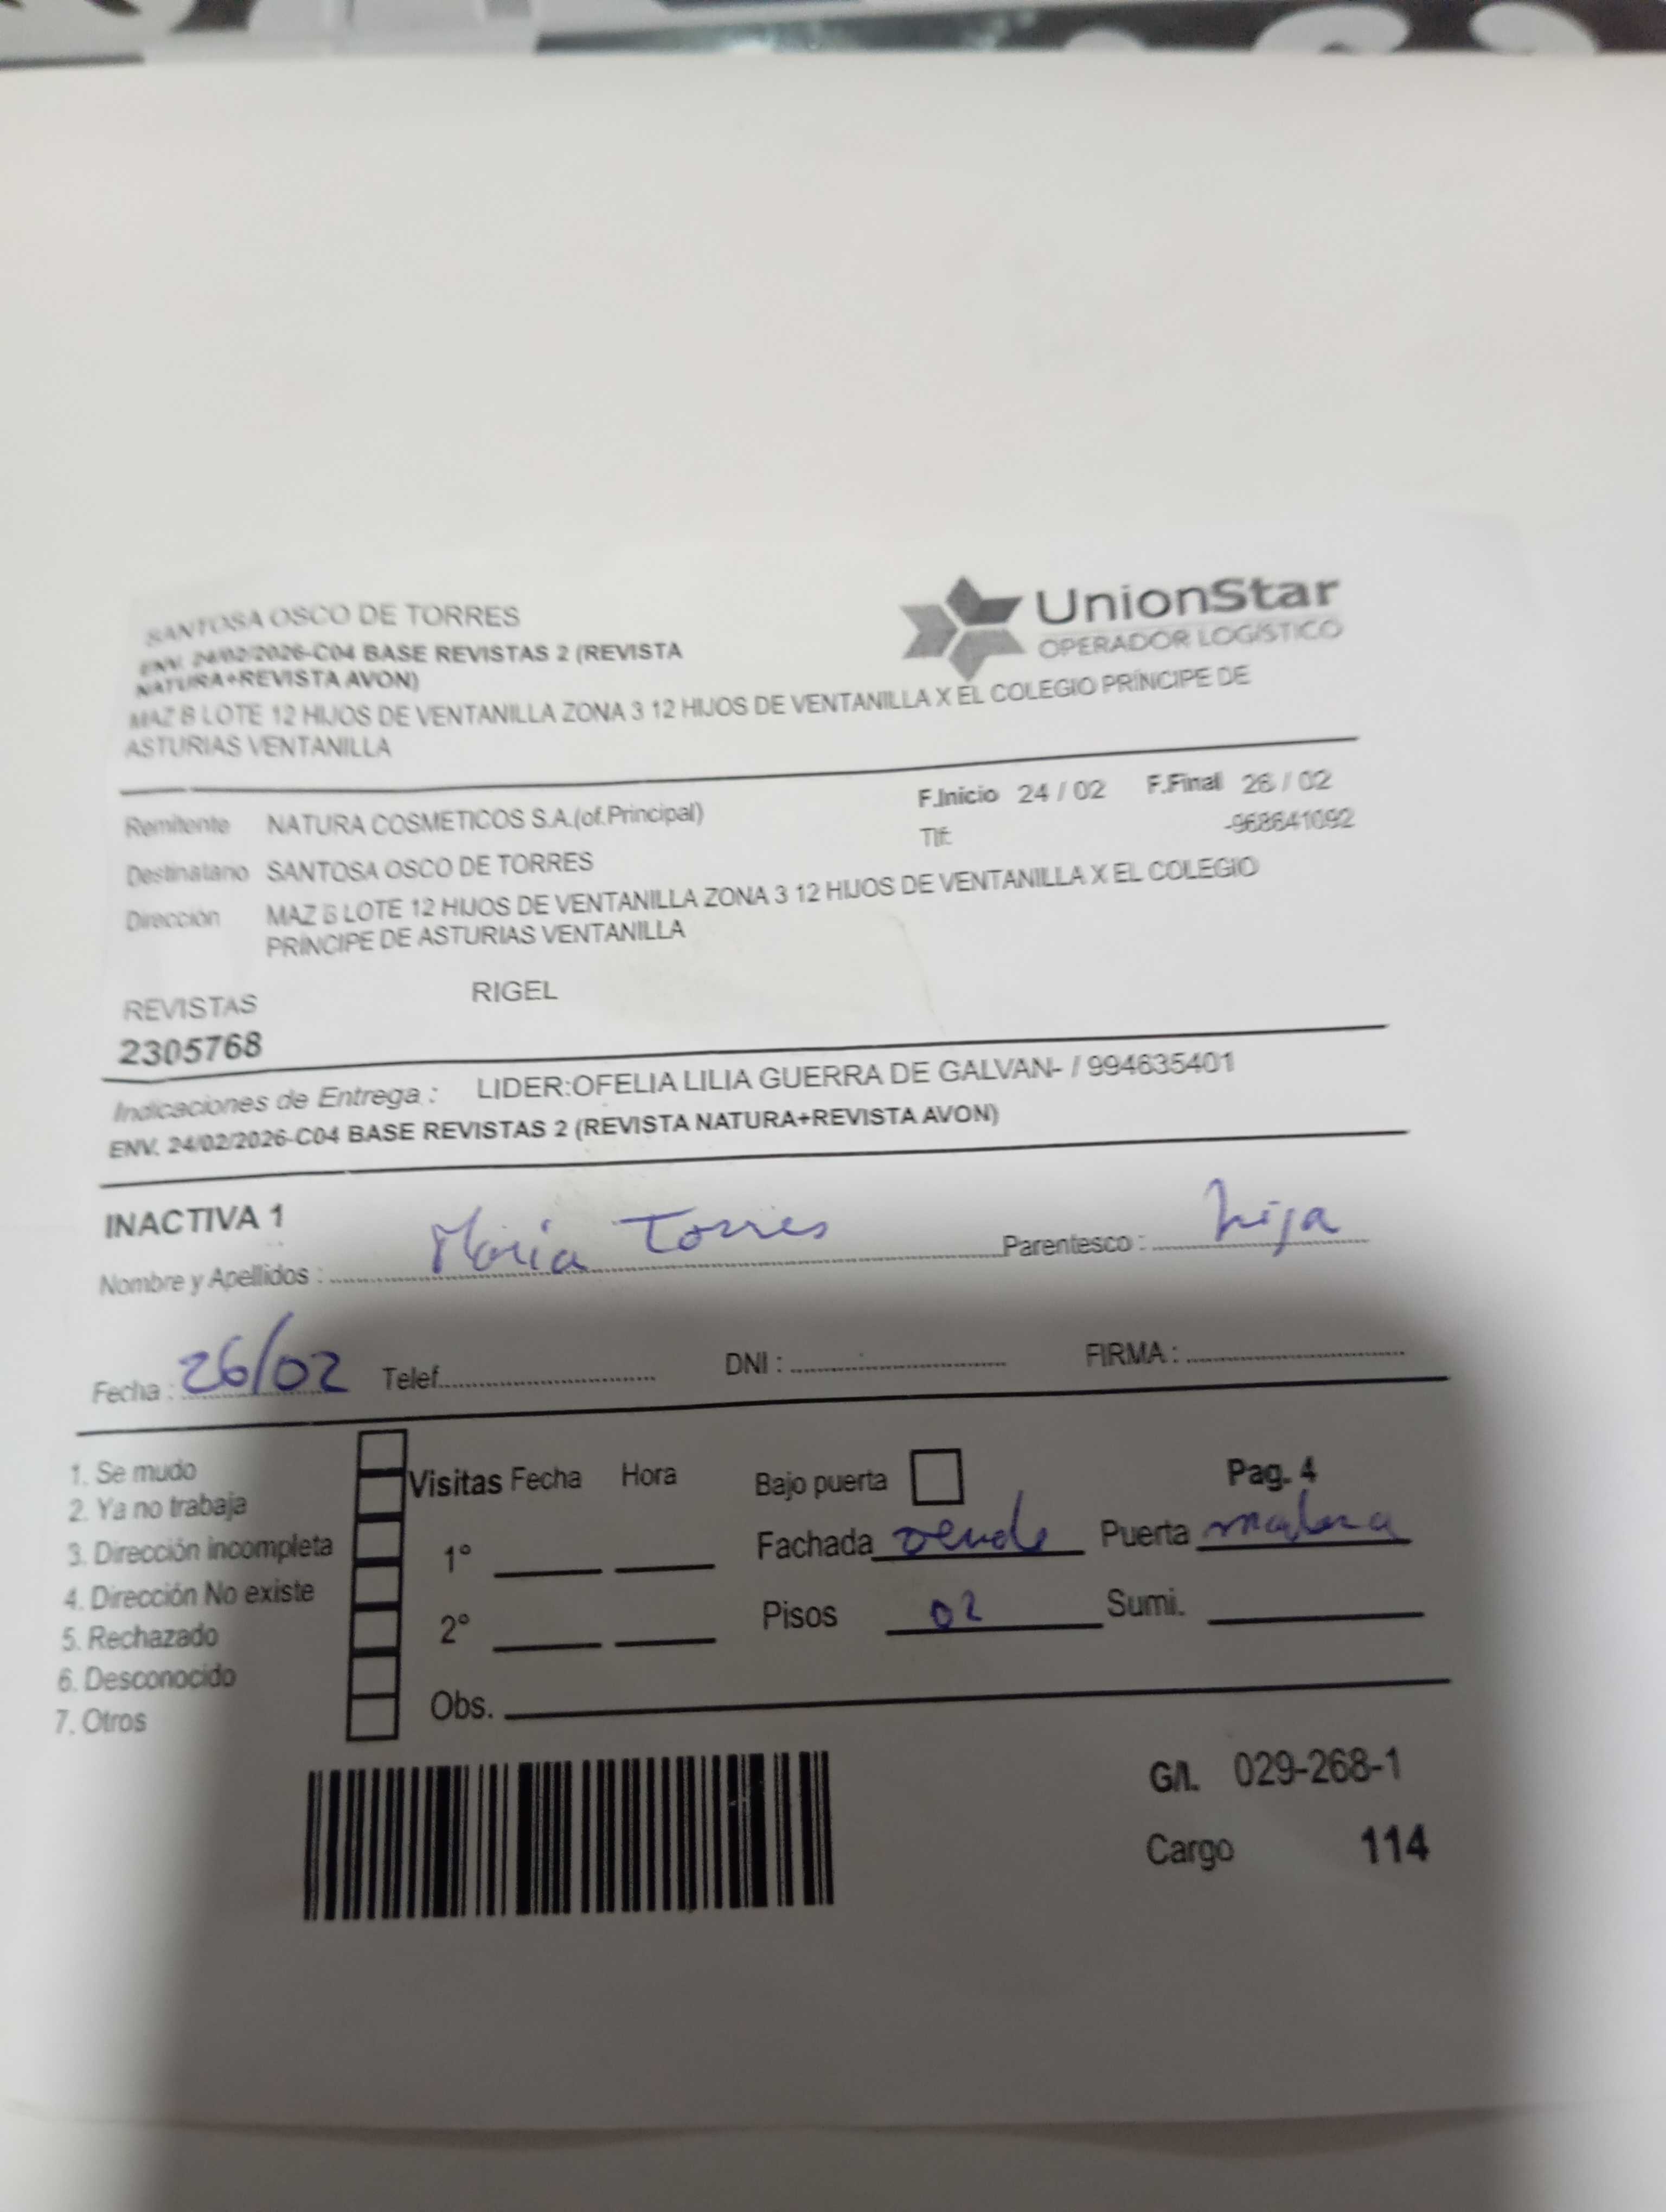 SANTOSA OSCO DE TORRES
ENV. 24/02/2026-C04 BASE REVISTAS 2 (REVISTA
NATURA+REVISTA AVON)
MAZ B LOTE 12 HIJOS DE VENTANILLA ZONA 3 12 HIJOS DE VENTANILLA X EL COLEGIO PRÍNCIPE DE
ASTURIAS VENTANILLA
UnionStar
OPERADOR LOGÍSTICO
Remitente NATURA COSMETICOS S.A.(of.Principal)
F.Inicio 24 / 02 F.Final 26 / 02
Tlf: -968641092
Destinatario SANTOSA OSCO DE TORRES
Dirección MAZ B LOTE 12 HIJOS DE VENTANILLA ZONA 3 12 HIJOS DE VENTANILLA X EL COLEGIO
PRÍNCIPE DE ASTURIAS VENTANILLA
REVISTAS RIGEL
2305768
Indicaciones de Entrega : LIDER:OFELIA LILIA GUERRA DE GALVAN- / 994635401
ENV. 24/02/2026-C04 BASE REVISTAS 2 (REVISTA NATURA+REVISTA AVON)
INACTIVA 1
Nombre y Apellidos : Maria Torres Parentesco : hija
Fecha : 26/02 Telef. DNI : FIRMA :
1. Se mudo
2. Ya no trabaja
3. Dirección incompleta
4. Dirección No existe
5. Rechazado
6. Desconocido
7. Otros
Visitas Fecha Hora
1°
2°
Obs.
Bajo puerta Pag. 4
Fachada Puerta
Pisos 02 Sumi.
G/I. 029-268-1
Cargo 114